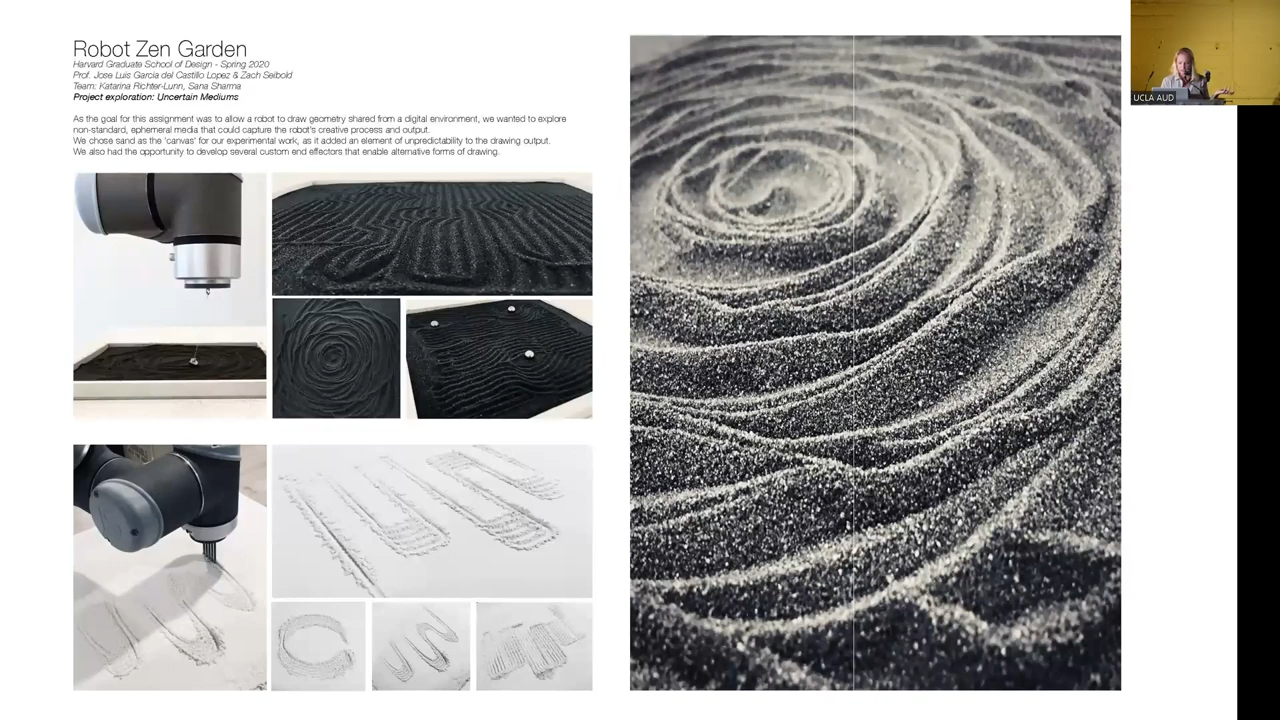 Robot Zen Garden
Harvard Graduate School of Design - Spring 2020
Prof. Jose Luis Garcia del Castillo Lopez & Zach Seibold
Team: Katarina Richter-Lunn, Sana Sharma
Project exploration: Uncertain Mediums
As the goal for this assignment was to allow a robot to draw geometry shared from a digital environment, we wanted to explore
non-standard, ephemeral media that could capture the robot's creative process and output.
We chose sand as the 'canvas' for our experimental work, as it added an element of unpredictability to the drawing output.
We also had the opportunity to develop several custom end effectors that enable alternative forms of drawing.
UCLA AUD